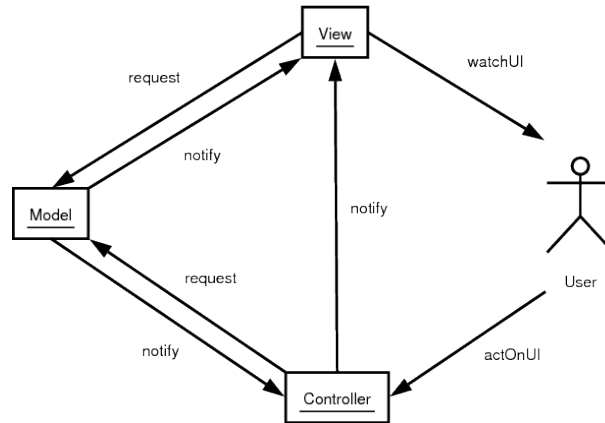 View
watchUI
request
notify
Model
notify
request
User
notify
actOnUI
Controller